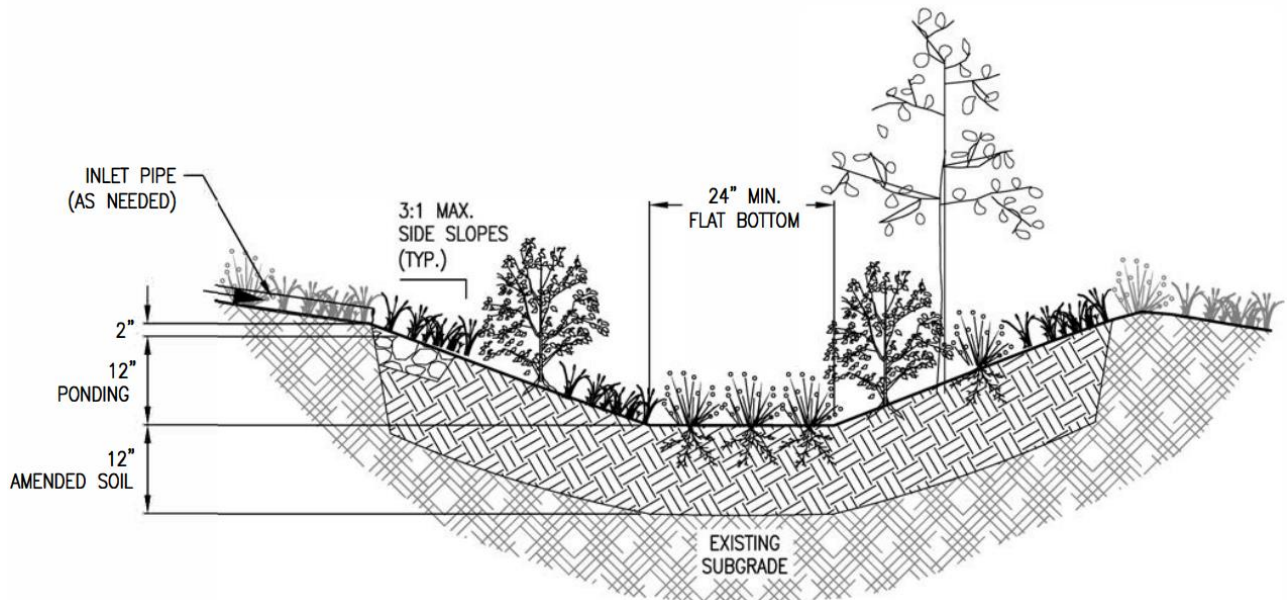 INLET PIPE
(AS NEEDED)
3:1 MAX.
SIDE SLOPES
(TYP.)
24” MIN.
FLAT BOTTOM
2”
12”
PONDING
12”
AMENDED SOIL
EXISTING
SUBGRADE